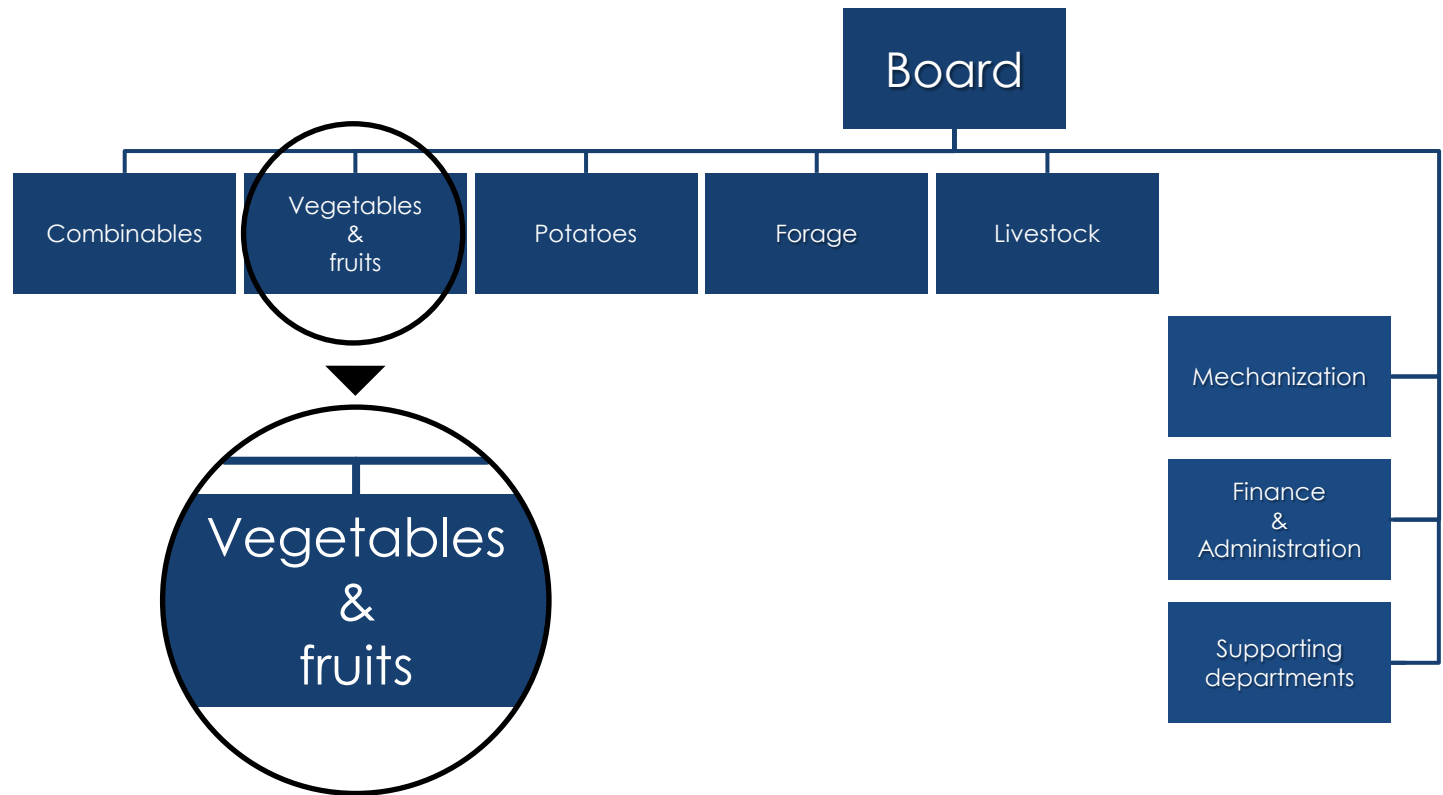 Board
Combinables
Vegetables
&
fruits
Potatoes
Forage
Livestock
Mechanization
Finance
&
Administration
Supporting
departments
Vegetables
&
fruits